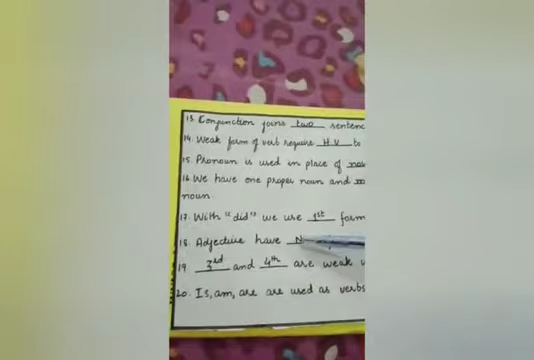 13. Conjunction joins two sentenc
14. Weak form of verb require H V to
15. Pronoun is used in place of
16. We have one proper noun and
noun.
17. With "did" we use 1st form
18. Adjective have N
19. 3rd and 4th are weak v
20. Is, am, are are used as verbs